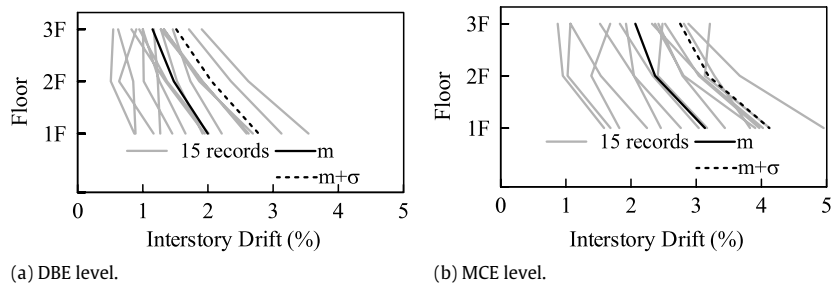 3F
2F
1F
Floor
15 records m
m+σ
0 1 2 3 4 5
Interstory Drift (%)
(a) DBE level.
3F
2F
1F
Floor
15 records m
m+σ
0 1 2 3 4 5
Interstory Drift (%)
(b) MCE level.